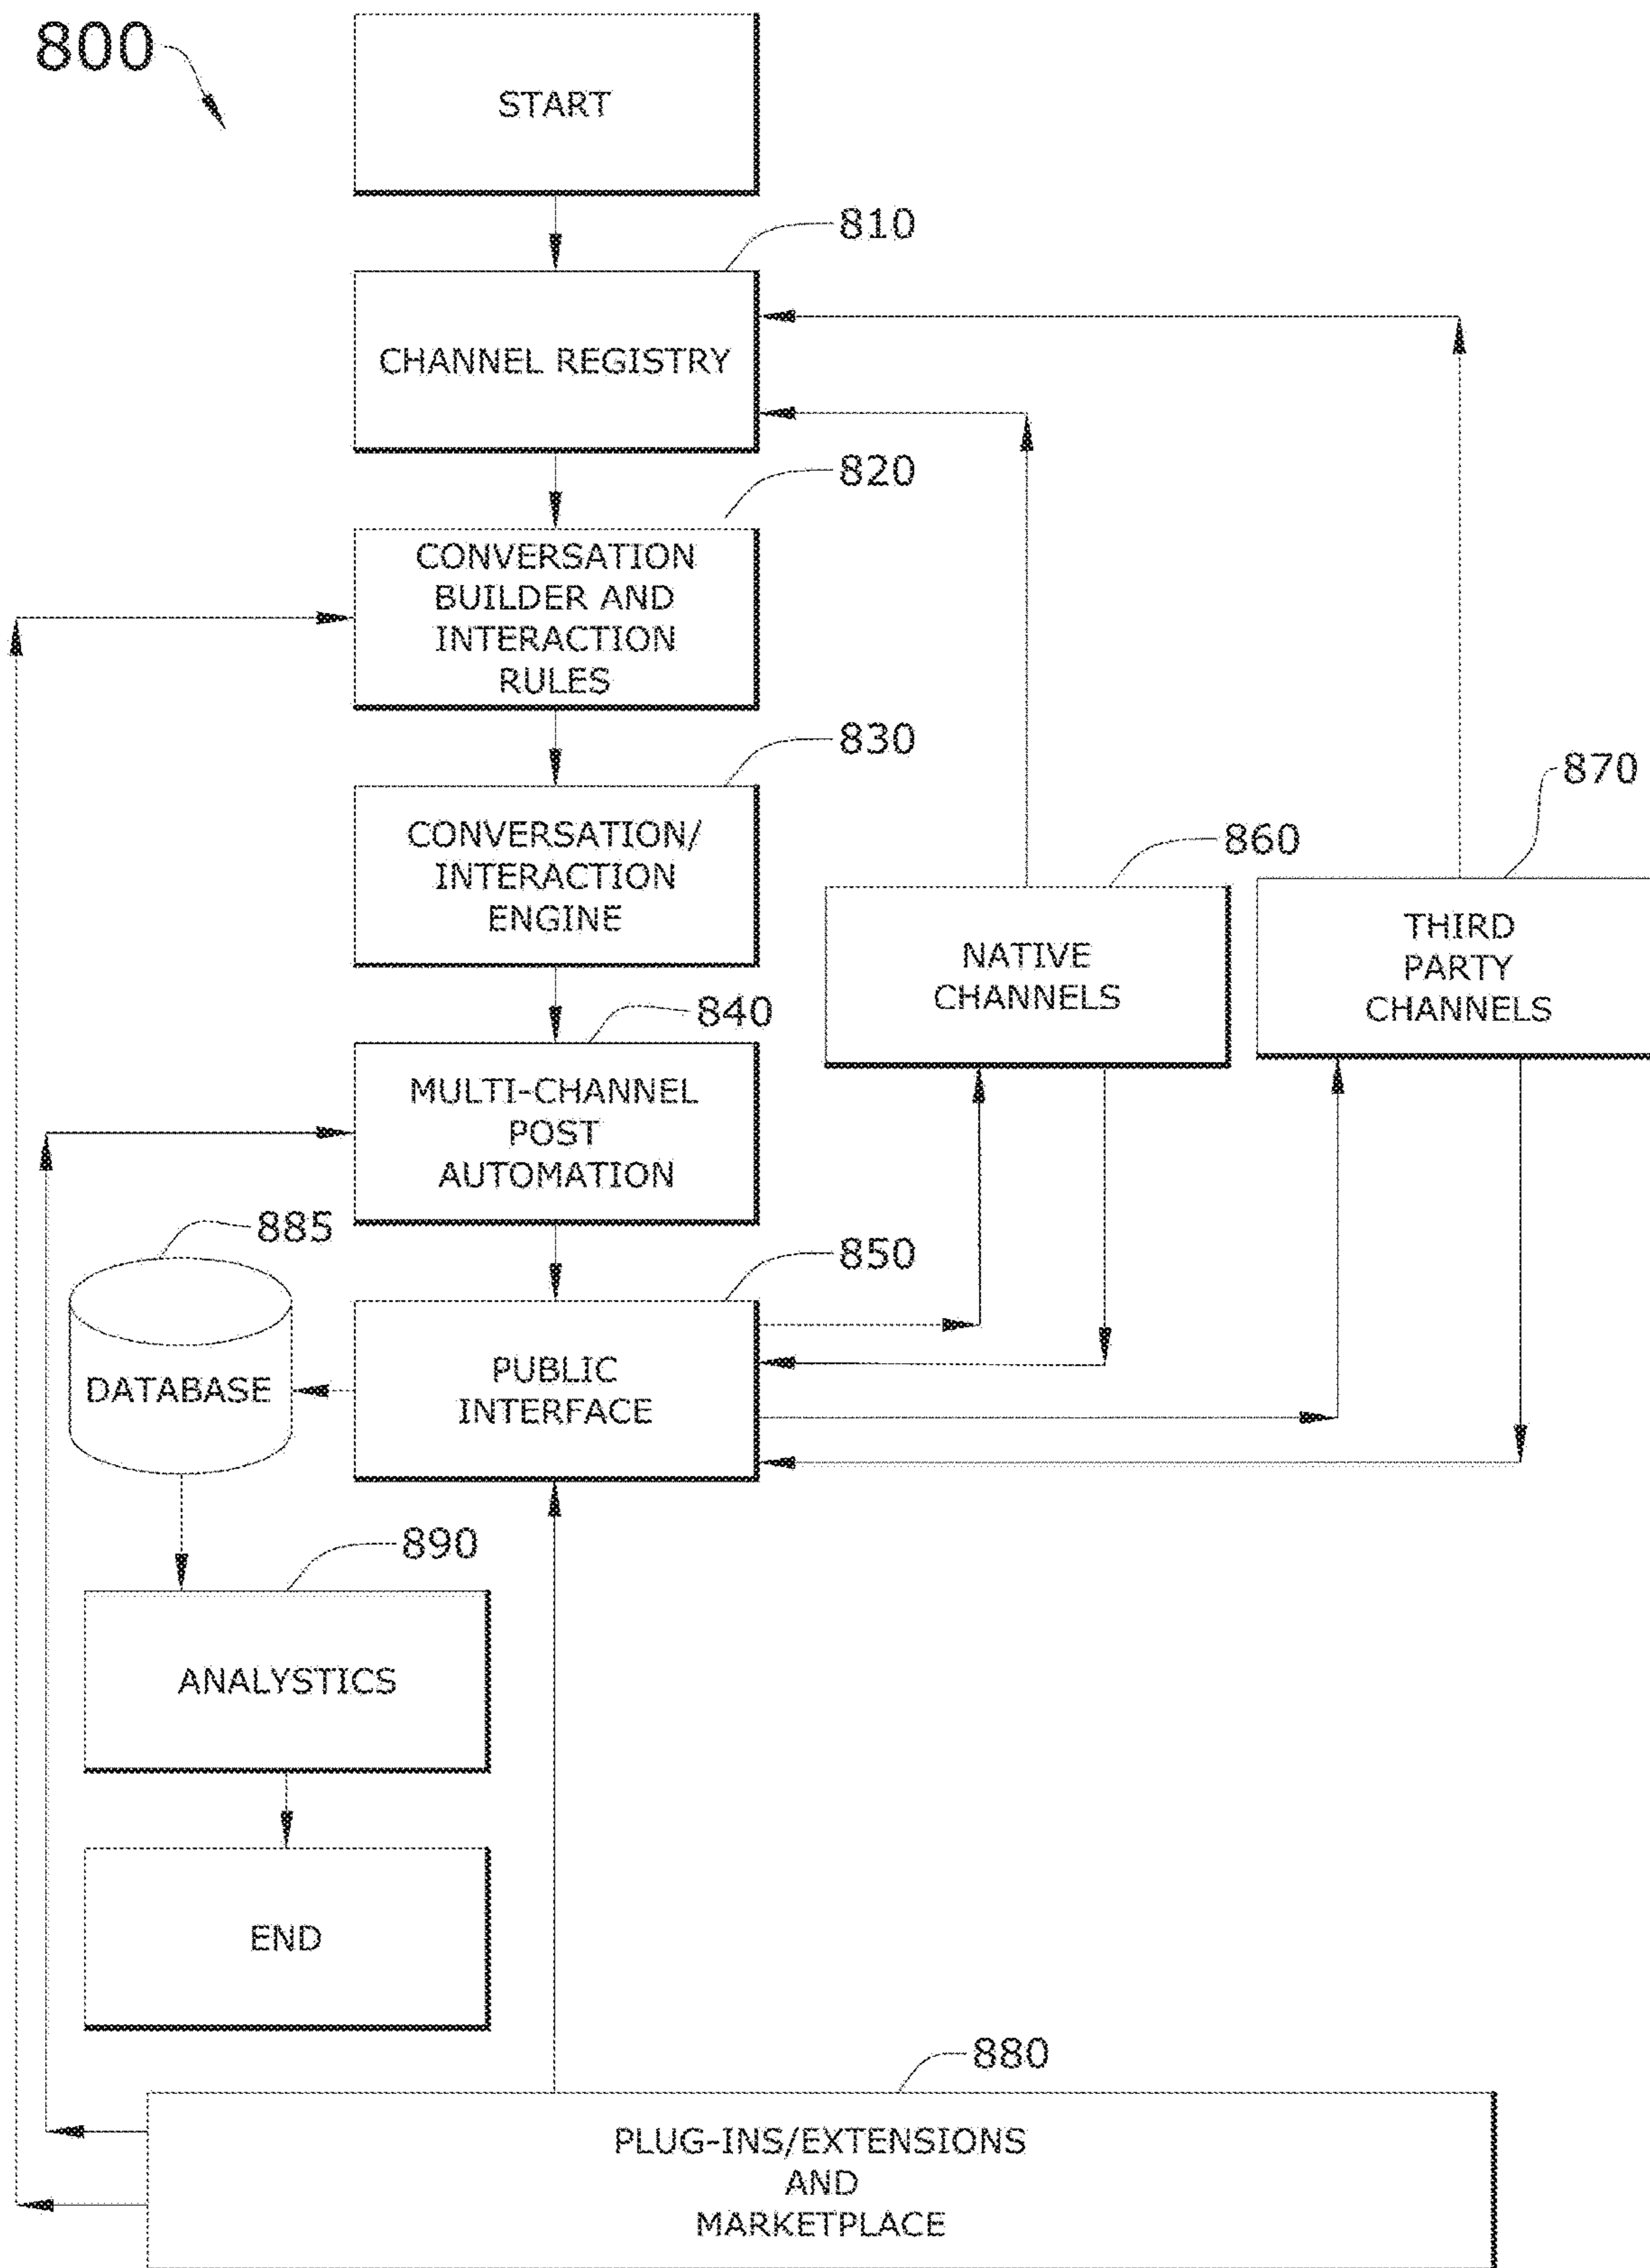 800
START
810
CHANNEL REGISTRY
820
CONVERSATION
BUILDER AND
INTERACTION
RULES
830
CONVERSATION/
INTERACTION
ENGINE
870
860
THIRD
PARTY
CHANNELS
NATIVE
CHANNELS
840
MULTI-CHANNEL
POST
AUTOMATION
885
850
DATABASE
PUBLIC
INTERFACE
890
ANALYSTICS
END
880
PLUG-INS/EXTENSIONS
AND
MARKETPLACE